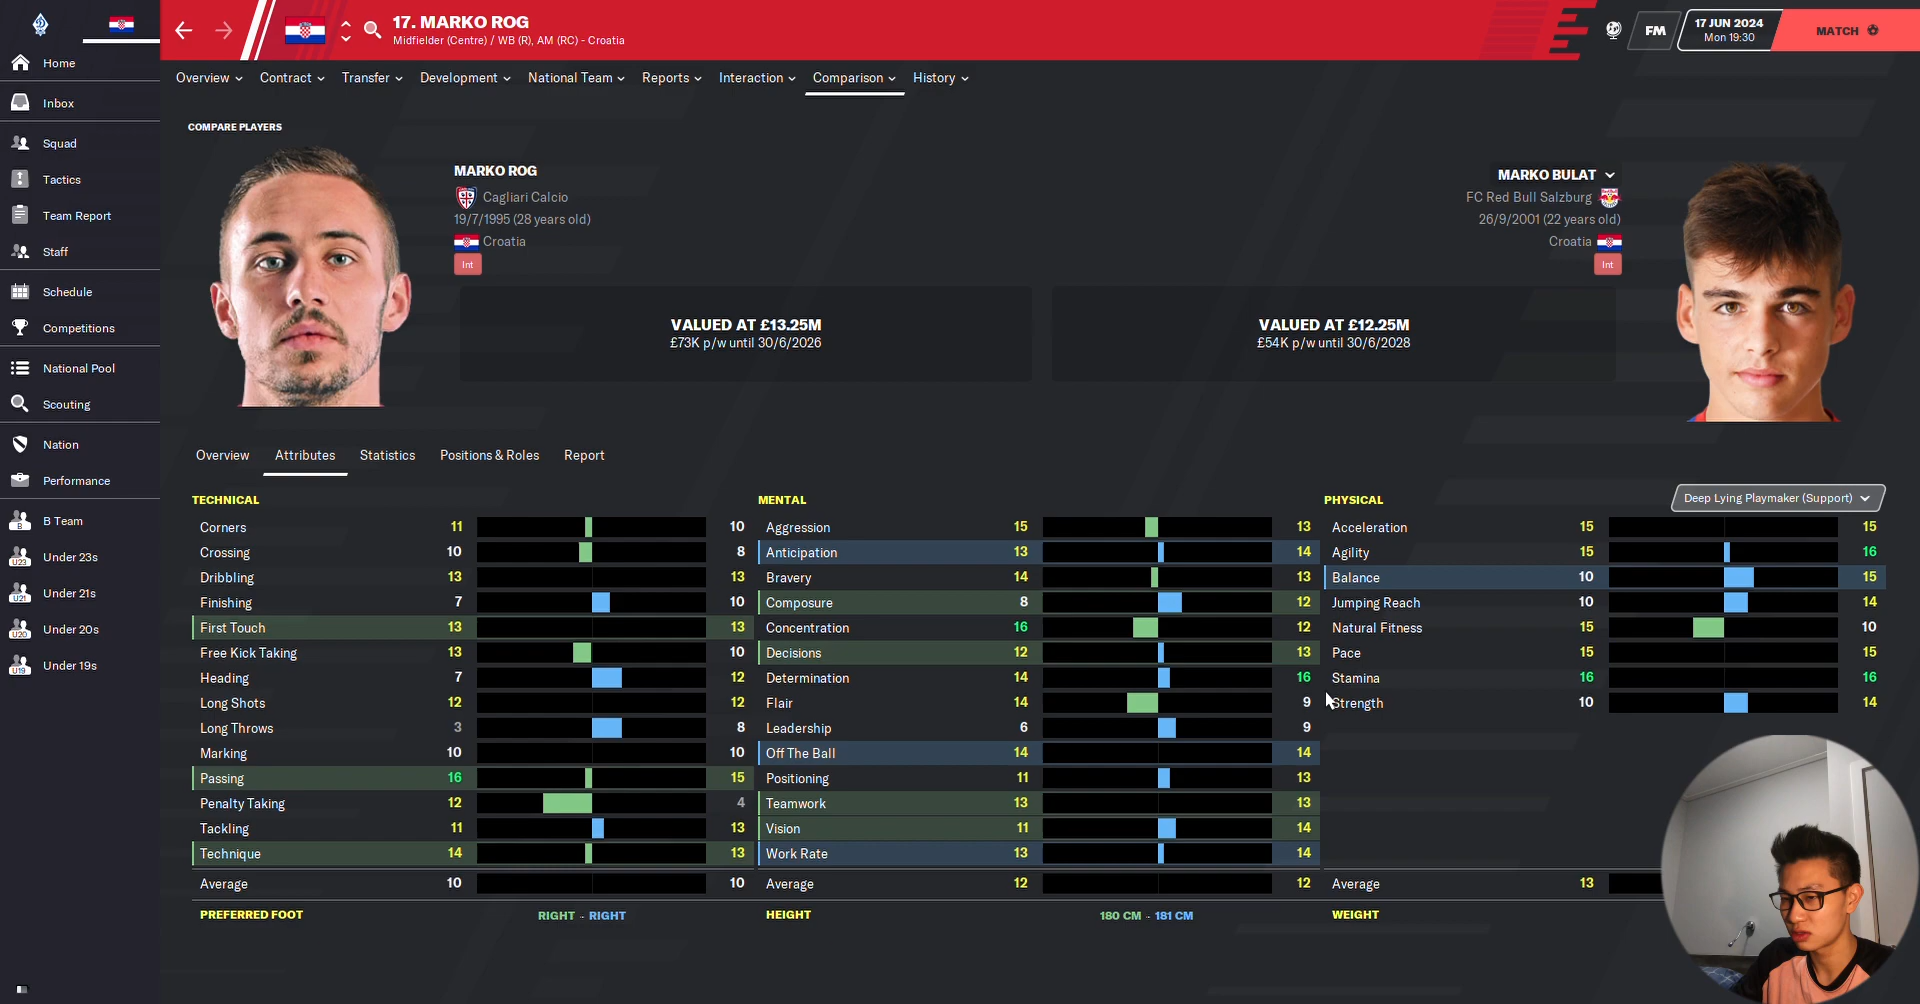 17. MARKO ROG
Midfielder (Centre) / WB (R), AM (RC) - Croatia
FM
17 JUN 2024
Mon 19:30
MATCH
Home
Inbox
Squad
Tactics
Team Report
Staff
Schedule
Competitions
National Pool
Scouting
Nation
Performance
B Team
U23 Under 23s
U21 Under 21s
U20 Under 20s
U19 Under 19s
Overview Contract Transfer Development National Team Reports Interaction Comparison History
COMPARE PLAYERS
MARKO ROG
Cagliari Calcio
19/7/1995 (28 years old)
Croatia
Int
MARKO BULAT
FC Red Bull Salzburg
26/9/2001 (22 years old)
Croatia
Int
VALUED AT £13.25M
£73K p/w until 30/6/2026
VALUED AT £12.25M
£54K p/w until 30/6/2028
Overview Attributes Statistics Positions & Roles Report
TECHNICAL
Corners 11 10
Crossing 10 8
Dribbling 13 13
Finishing 7 10
First Touch 13 13
Free Kick Taking 13 10
Heading 7 12
Long Shots 12 12
Long Throws 3 8
Marking 10 10
Passing 16 15
Penalty Taking 12 4
Tackling 11 13
Technique 14 13
Average 10 10
PREFERRED FOOT RIGHT - RIGHT
MENTAL
Aggression 15 13
Anticipation 13 14
Bravery 14 13
Composure 8 12
Concentration 16 12
Decisions 12 13
Determination 14 16
Flair 14 9
Leadership 6 9
Off The Ball 14 14
Positioning 11 13
Teamwork 13 13
Vision 11 14
Work Rate 13 14
Average 12 12
HEIGHT 180 CM - 181 CM
PHYSICAL
Deep Lying Playmaker (Support)
Acceleration 15 15
Agility 15 16
Balance 10 15
Jumping Reach 10 14
Natural Fitness 15 10
Pace 15 15
Stamina 16 16
Strength 10 14
Average 13
WEIGHT